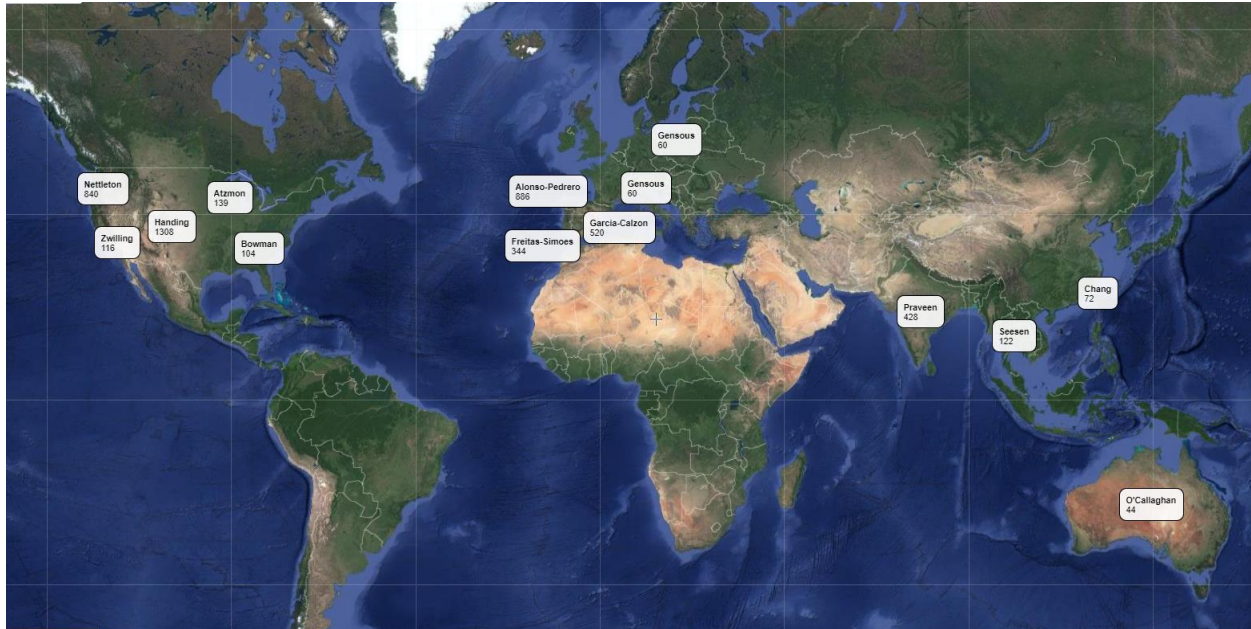 Gensous
60
Nettleton
840
Atzmon
139
Alonso-Pedrero
886
Gensous
60
Handing
1308
Garcia-Calzon
520
Zwilling
116
Bowman
104
Freitas-Simoes
344
Chang
72
Praveen
428
Seesen
122
O'Callaghan
44